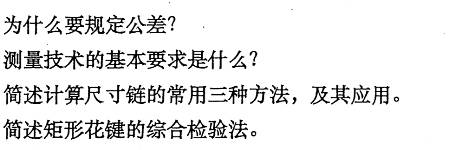 为什么要规定公差？
测量技术的基本要求是什么？
简述计算尺寸链的常用三种方法，及其应用。
简述矩形花键的综合检验法。